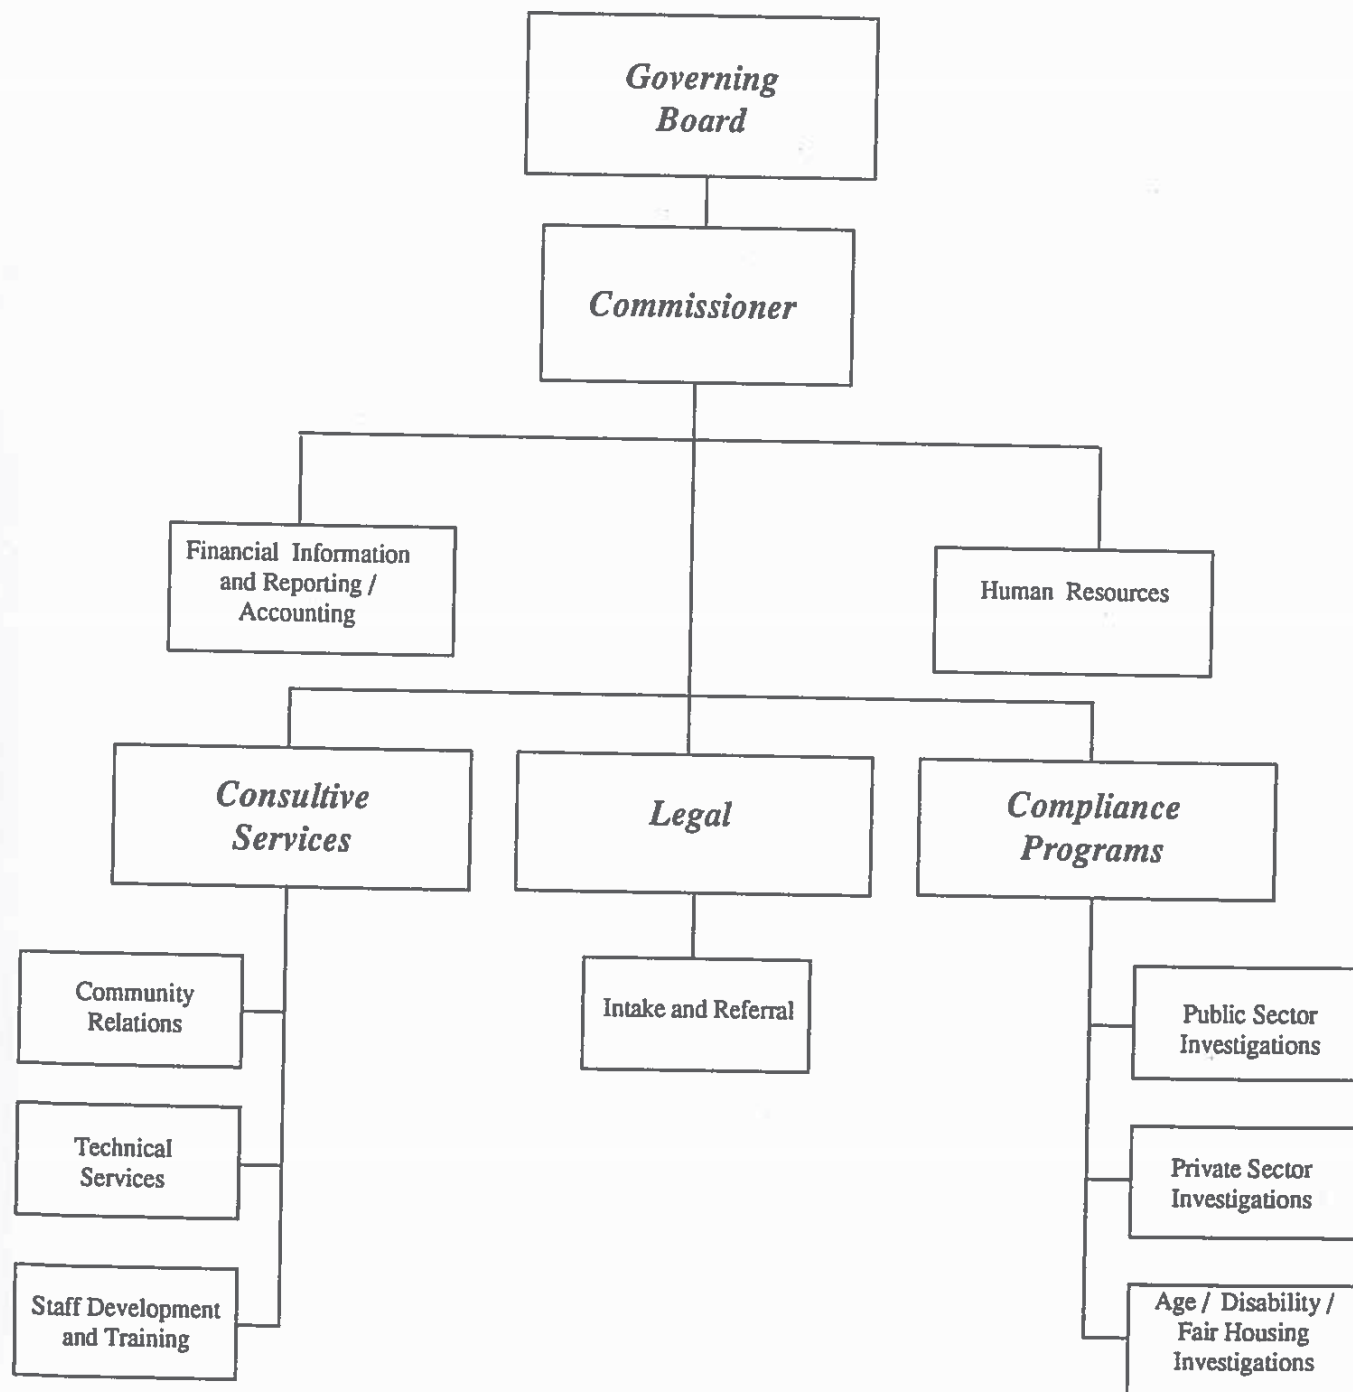 Governing
Board
Commissioner
Financial Information
and Reporting /
Accounting
Human Resources
Consultive
Services
Legal
Compliance
Programs
Community
Relations
Intake and Referral
Public Sector
Investigations
Technical
Services
Private Sector
Investigations
Staff Development
and Training
Age / Disability /
Fair Housing
Investigations